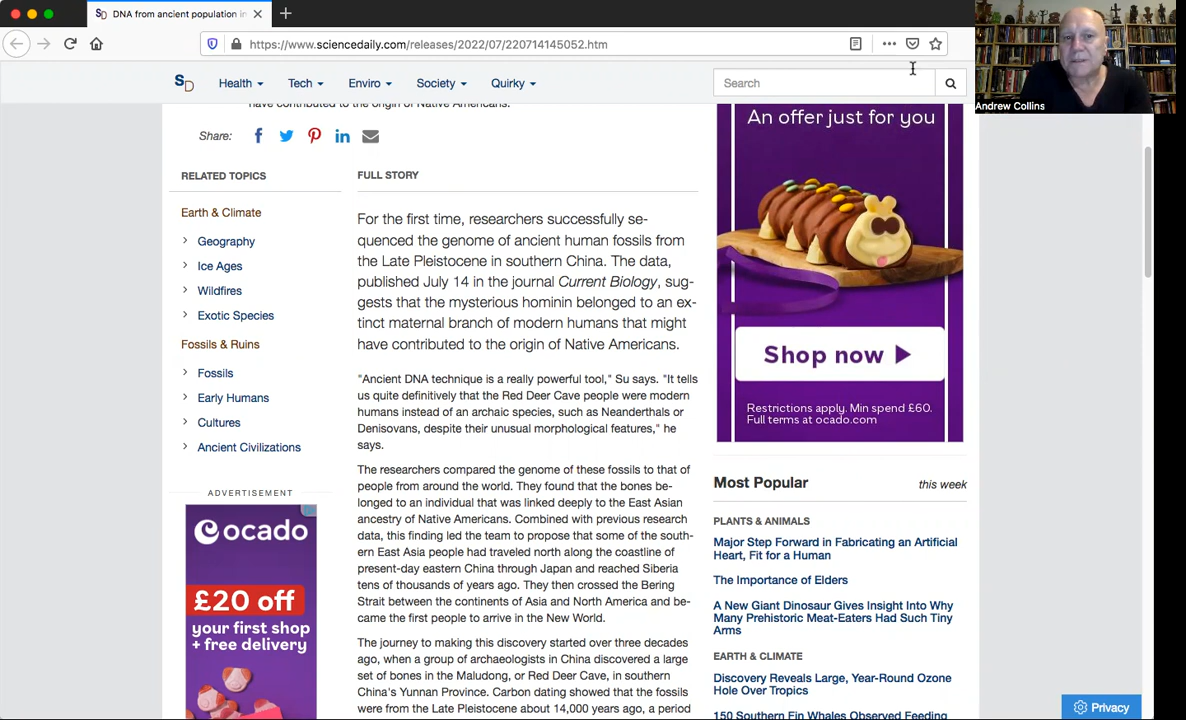 DNA from ancient population in
https://www.sciencedaily.com/releases/2022/07/220714145052.htm
Andrew Collins
SD
Health
Tech
Enviro
Society
Quirky
Search
have contributed to the origin of Native Americans.
Share:
RELATED TOPICS
Earth & Climate
Geography
Ice Ages
Wildfires
Exotic Species
Fossils & Ruins
Fossils
Early Humans
Cultures
Ancient Civilizations
ADVERTISEMENT
ocado
£20 off
your first shop
+ free delivery
FULL STORY
For the first time, researchers successfully se-
quenced the genome of ancient human fossils from
the Late Pleistocene in southern China. The data,
published July 14 in the journal Current Biology, sug-
gests that the mysterious hominin belonged to an ex-
tinct maternal branch of modern humans that might
have contributed to the origin of Native Americans.
"Ancient DNA technique is a really powerful tool," Su says. "It tells
us quite definitively that the Red Deer Cave people were modern
humans instead of an archaic species, such as Neanderthals or
Denisovans, despite their unusual morphological features," he
says.
The researchers compared the genome of these fossils to that of
people from around the world. They found that the bones be-
longed to an individual that was linked deeply to the East Asian
ancestry of Native Americans. Combined with previous research
data, this finding led the team to propose that some of the south-
ern East Asia people had traveled north along the coastline of
present-day eastern China through Japan and reached Siberia
tens of thousands of years ago. They then crossed the Bering
Strait between the continents of Asia and North America and be-
came the first people to arrive in the New World.
The journey to making this discovery started over three decades
ago, when a group of archaeologists in China discovered a large
set of bones in the Maludong, or Red Deer Cave, in southern
China's Yunnan Province. Carbon dating showed that the fossils
were from the Late Pleistocene about 14,000 years ago, a period
An offer just for you
Shop now
Restrictions apply. Min spend £60.
Full terms at ocado.com
Most Popular
this week
PLANTS & ANIMALS
Major Step Forward in Fabricating an Artificial
Heart, Fit for a Human
The Importance of Elders
A New Giant Dinosaur Gives Insight Into Why
Many Prehistoric Meat-Eaters Had Such Tiny
Arms
EARTH & CLIMATE
Discovery Reveals Large, Year-Round Ozone
Hole Over Tropics
150 Southern Fin Whales Observed Feeding
Privacy